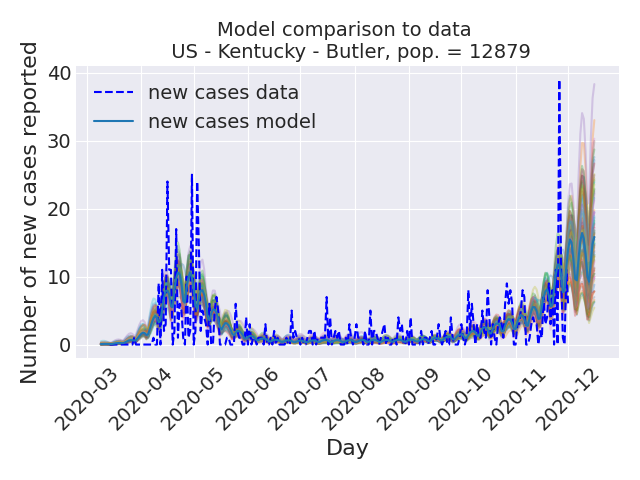 Model comparison to data
US - Kentucky - Butler, pop. = 12879
Number of new cases reported
40
30
20
10
0
new cases data
new cases model
2020-03
2020-04
2020-05
2020-06
2020-07
2020-08
2020-09
2020-10
2020-11
2020-12
Day